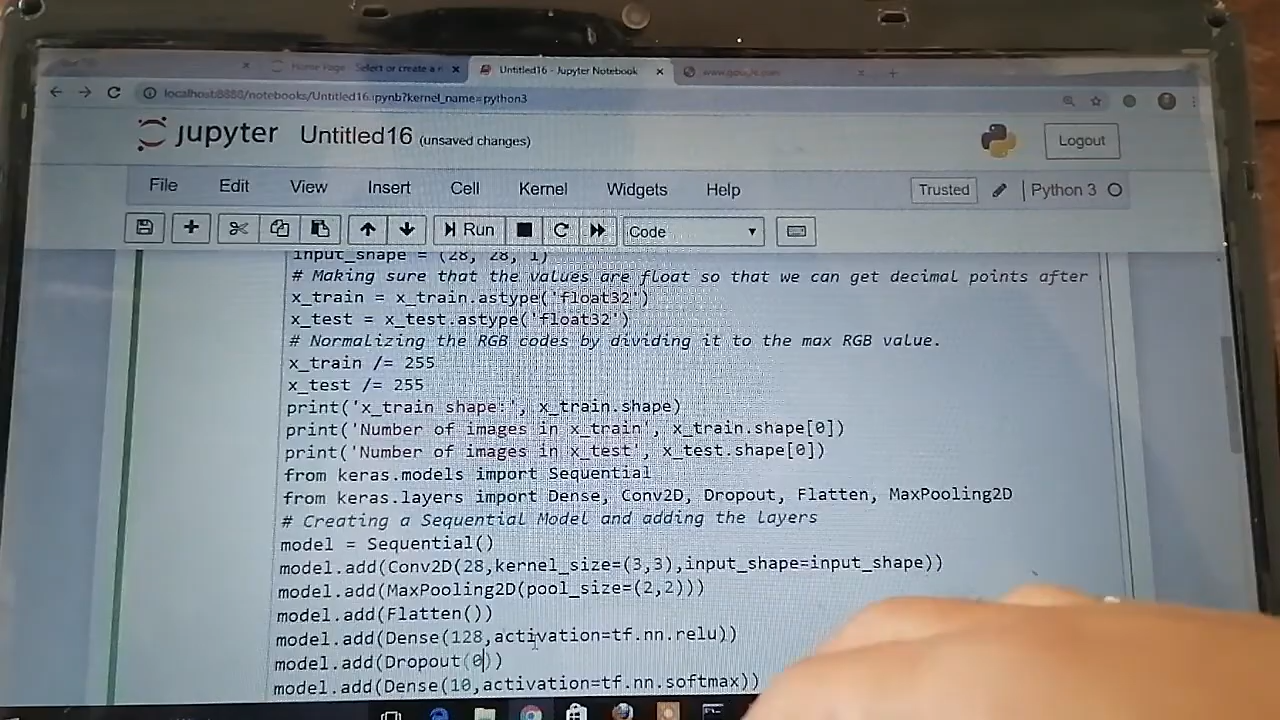 Home Page - Select or create a n
Untitled16 - Jupyter Notebook
localhost:8888/notebooks/Untitled16.ipynb?kernel_name=python3
jupyter Untitled16 (unsaved changes)
Logout
File Edit View Insert Cell Kernel Widgets Help
Trusted Python 3
Run Code
input_shape = (28, 28, 1)
# Making sure that the values are float so that we can get decimal points after
x_train = x_train.astype('float32')
x_test = x_test.astype('float32')
# Normalizing the RGB codes by dividing it to the max RGB value.
x_train /= 255
x_test /= 255
print('x_train shape:', x_train.shape)
print('Number of images in x_train', x_train.shape[0])
print('Number of images in x_test', x_test.shape[0])
from keras.models import Sequential
from keras.layers import Dense, Conv2D, Dropout, Flatten, MaxPooling2D
# Creating a Sequential Model and adding the layers
model = Sequential()
model.add(Conv2D(28,kernel_size=(3,3),input_shape=input_shape))
model.add(MaxPooling2D(pool_size=(2,2)))
model.add(Flatten())
model.add(Dense(128,activation=tf.nn.relu))
model.add(Dropout(0))
model.add(Dense(10,activation=tf.nn.softmax))